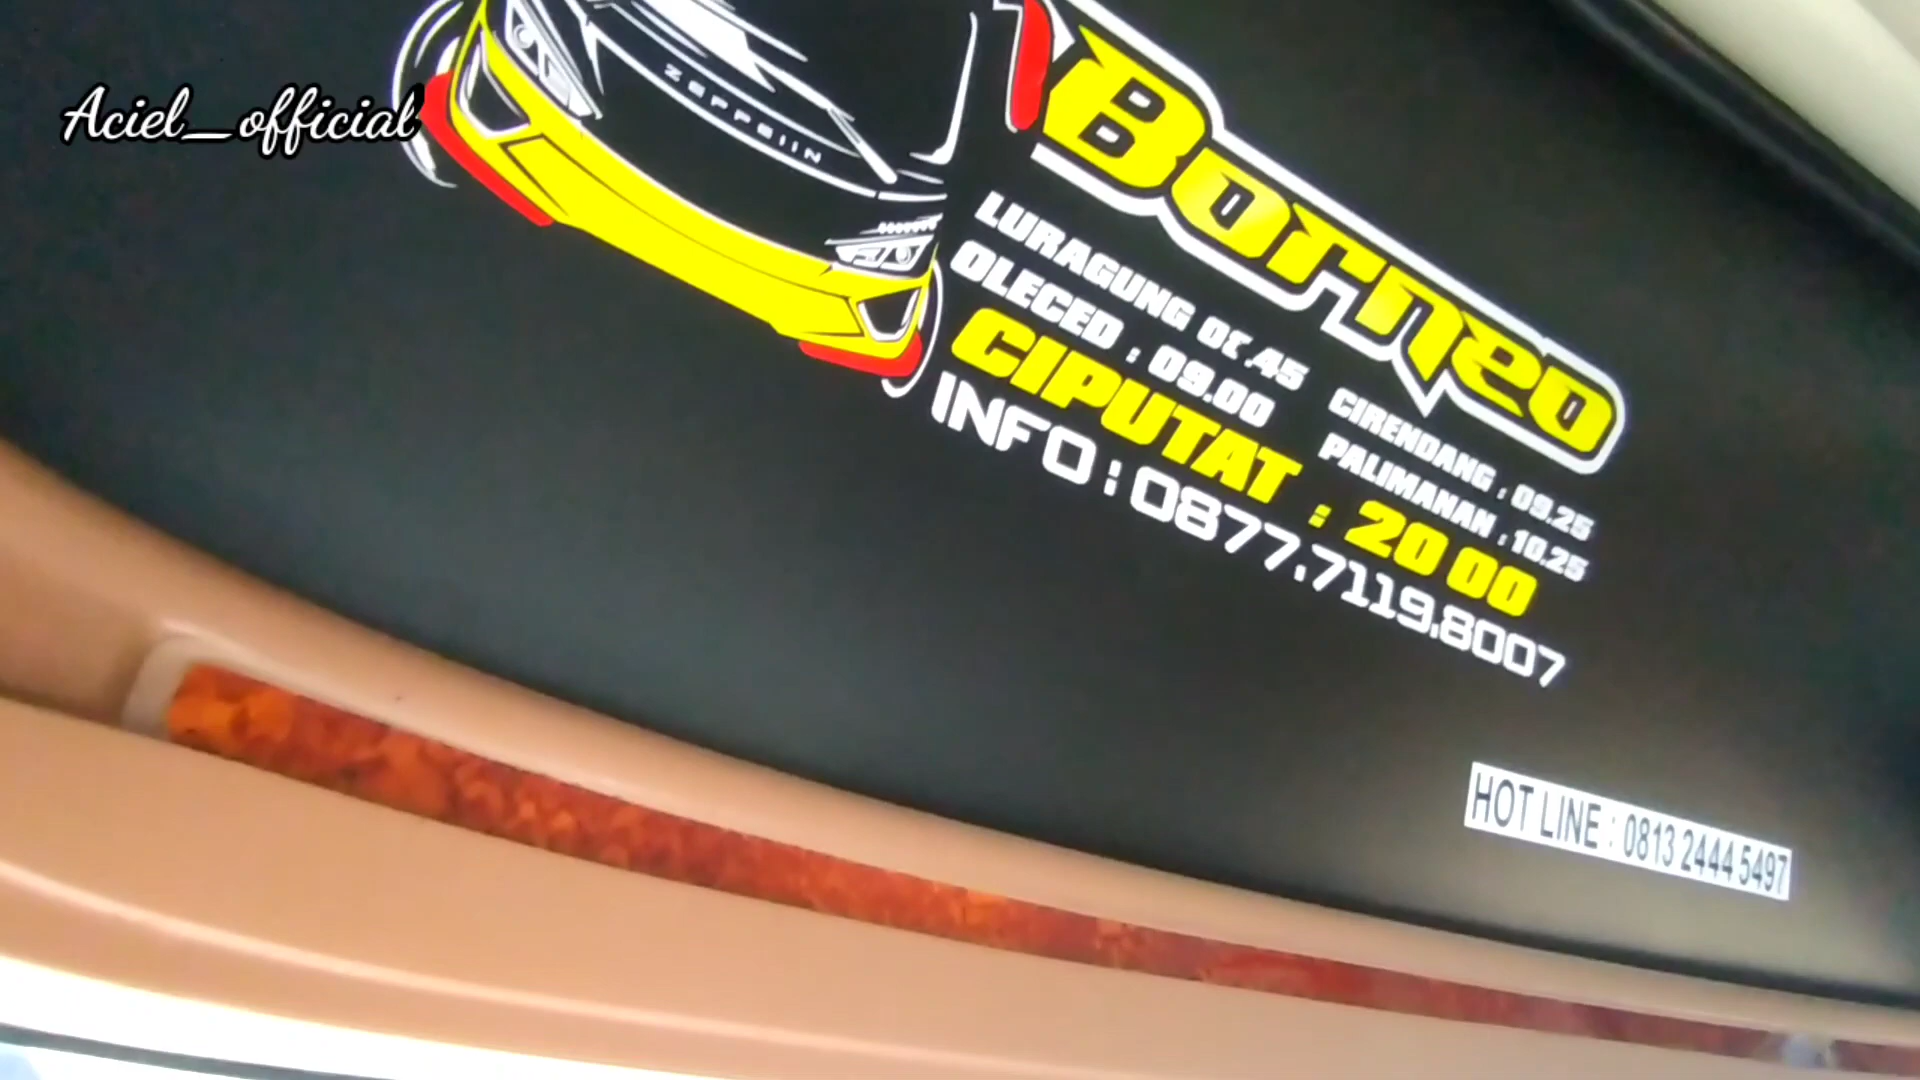 Aciel_official
ZEPPELIN
Borneo
LURAGUNG .45
OLECED : 09.00
CIRENDANG : 09.25
PALIMANAN : 10.25
CIPUTAT : 20 00
INFO : 0877.7119.8007
HOT LINE : 0813 2444 5497